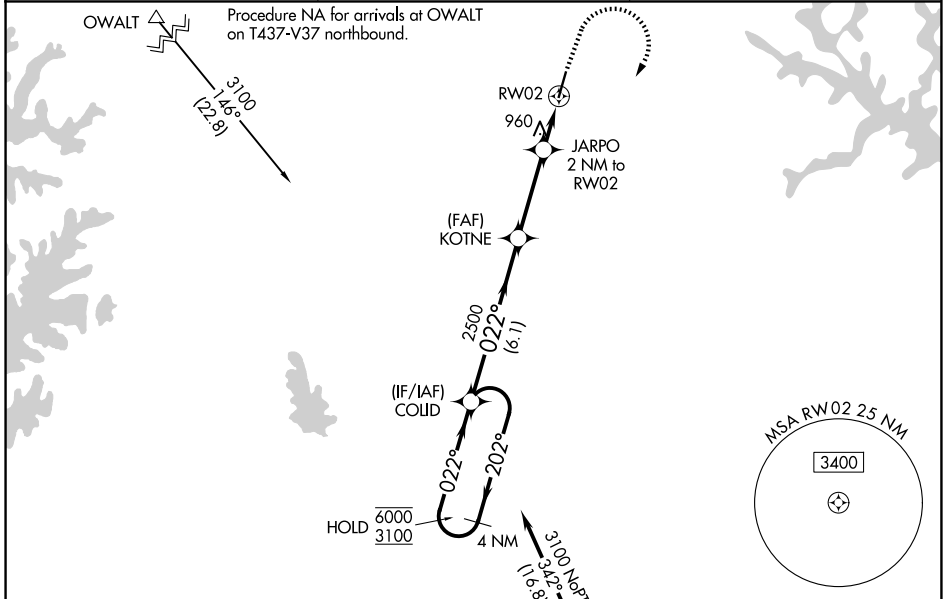 OWALT
Procedure NA for arrivals at OWALT
on T437-V37 northbound.
3100
146°
(22.8)
RW02
960
JARPO
2 NM to
RW02
(FAF)
KOTNE
2500
022°
(6.1)
(IF/IAF)
COLID
022°
202°
HOLD
6000
3100
4 NM
3100 NoPT
342°
(16.8)
MSA RW02 25 NM
3400